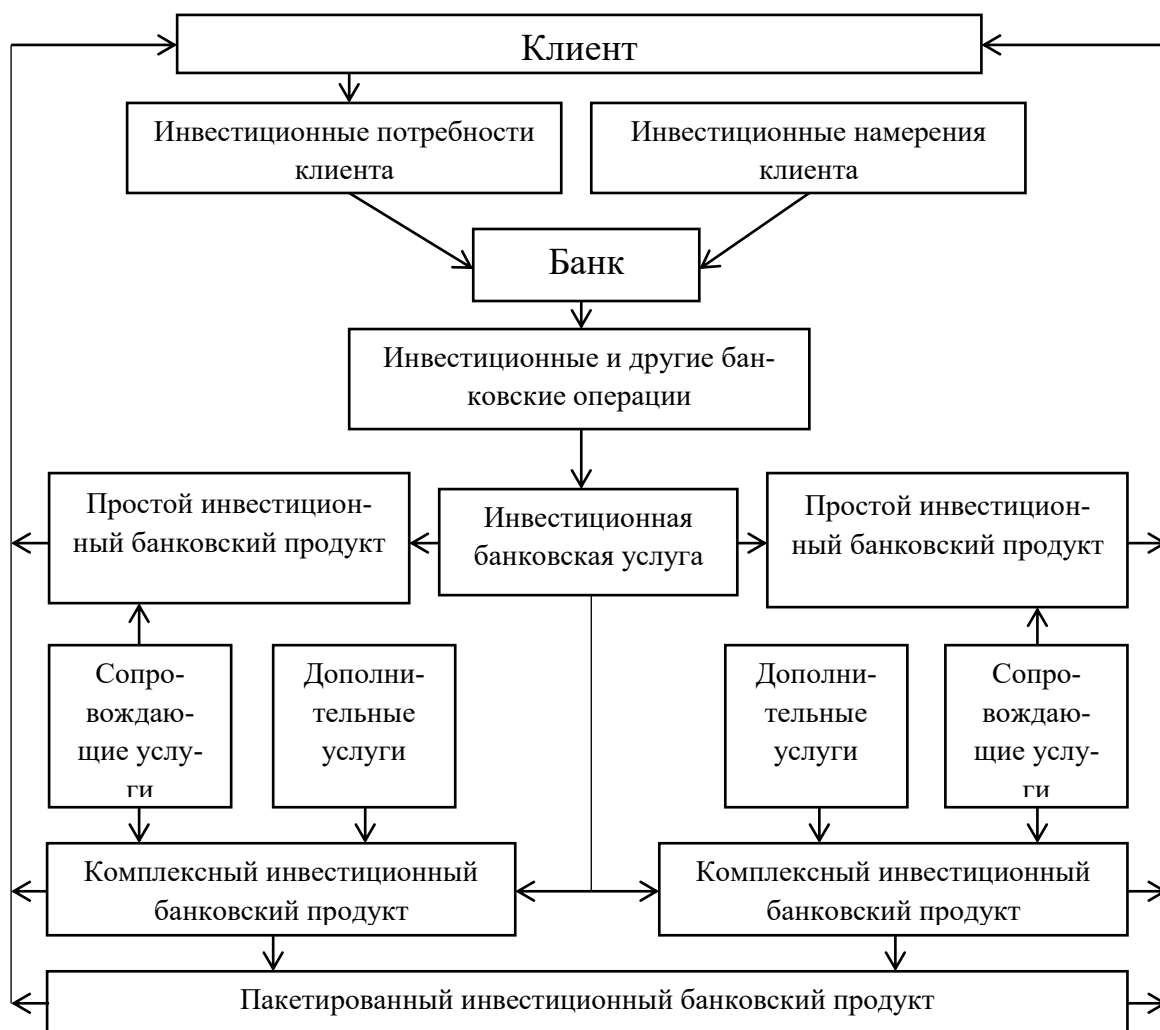 Клиент
Инвестиционные потребности
клиента
Инвестиционные намерения
клиента
Банк
Инвестиционные и другие бан-
ковские операции
Простой инвестицион-
ный банковский продукт
Инвестиционная
банковская услуга
Простой инвестицион-
ный банковский продукт
Сопро-
вождаю-
щие услу-
ги
Дополни-
тельные
услуги
Дополни-
тельные
услуги
Сопро-
вождаю-
щие услу-
ги
Комплексный инвестиционный
банковский продукт
Комплексный инвестиционный
банковский продукт
Пакетированный инвестиционный банковский продукт